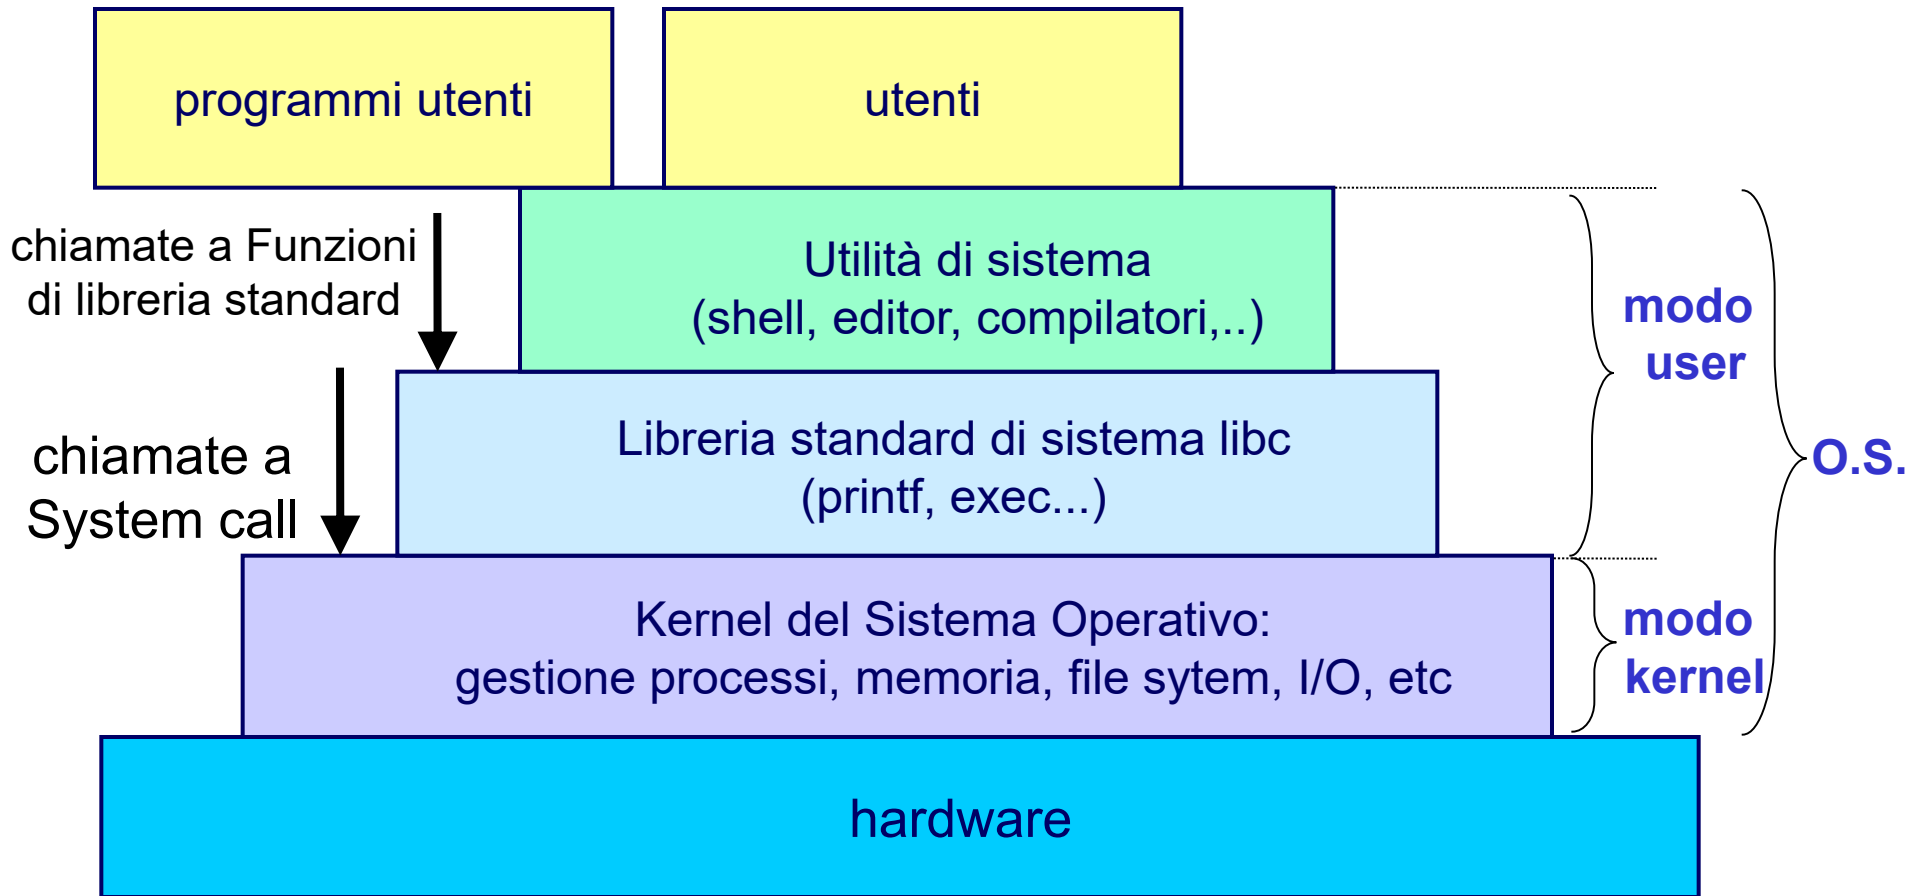 programmi utenti
utenti
chiamate a Funzioni
di libreria standard
Utilità di sistema
(shell, editor, compilatori,..)
modo
user
chiamate a
System call
Libreria standard di sistema libc
(printf, exec...)
O.S.
Kernel del Sistema Operativo:
gestione processi, memoria, file sytem, I/O, etc
modo
kernel
hardware